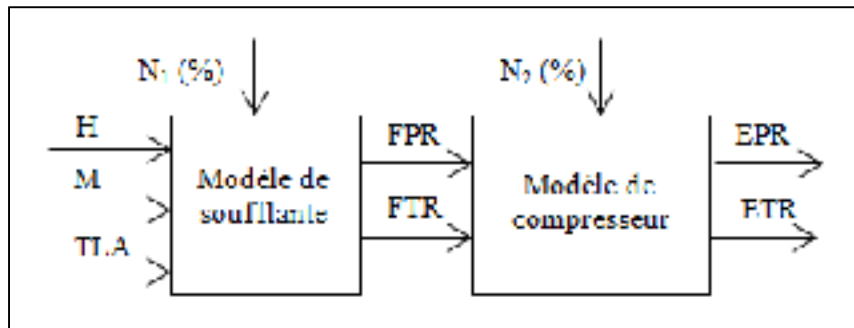 N₁ (%)
N₂ (%)
H
M
TLA
Modèle de
soufflante
FPR
FTR
Modèle de
compresseur
EPR
ETR